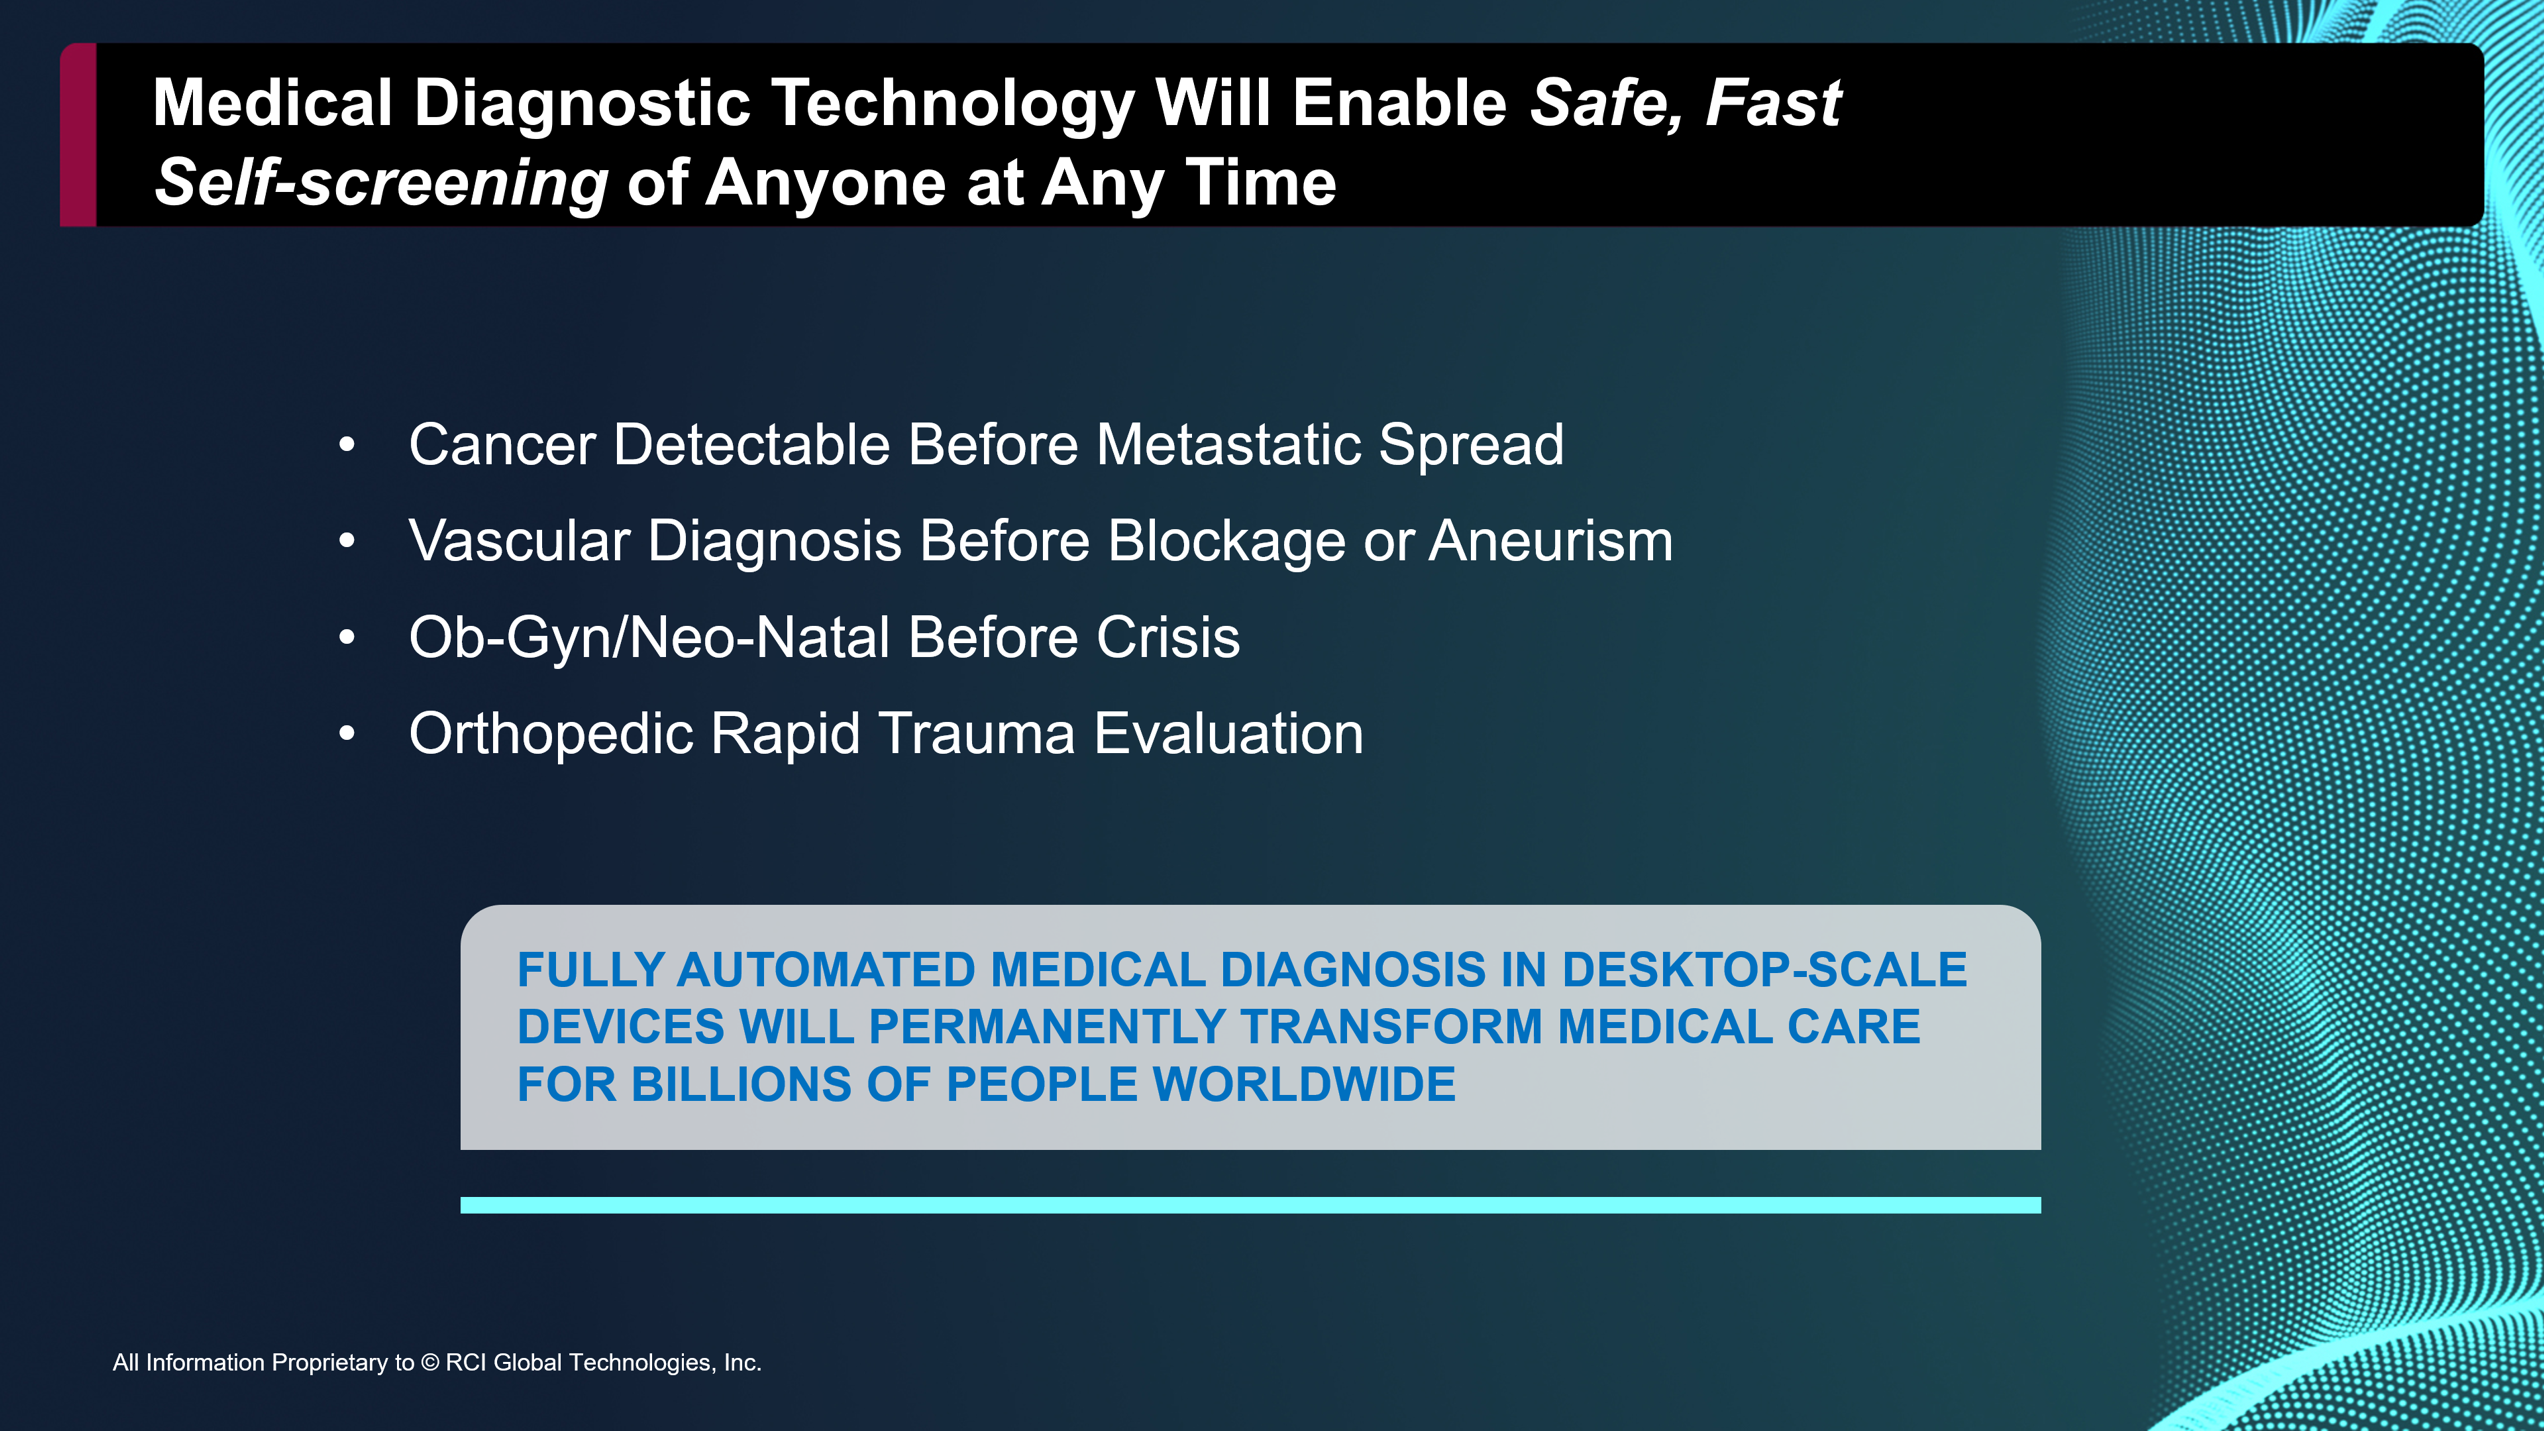 Medical Diagnostic Technology Will Enable Safe, Fast
Self-screening of Anyone at Any Time
• Cancer Detectable Before Metastatic Spread
• Vascular Diagnosis Before Blockage or Aneurism
• Ob-Gyn/Neo-Natal Before Crisis
• Orthopedic Rapid Trauma Evaluation
FULLY AUTOMATED MEDICAL DIAGNOSIS IN DESKTOP-SCALE
DEVICES WILL PERMANENTLY TRANSFORM MEDICAL CARE
FOR BILLIONS OF PEOPLE WORLDWIDE
All Information Proprietary to © RCI Global Technologies, Inc.